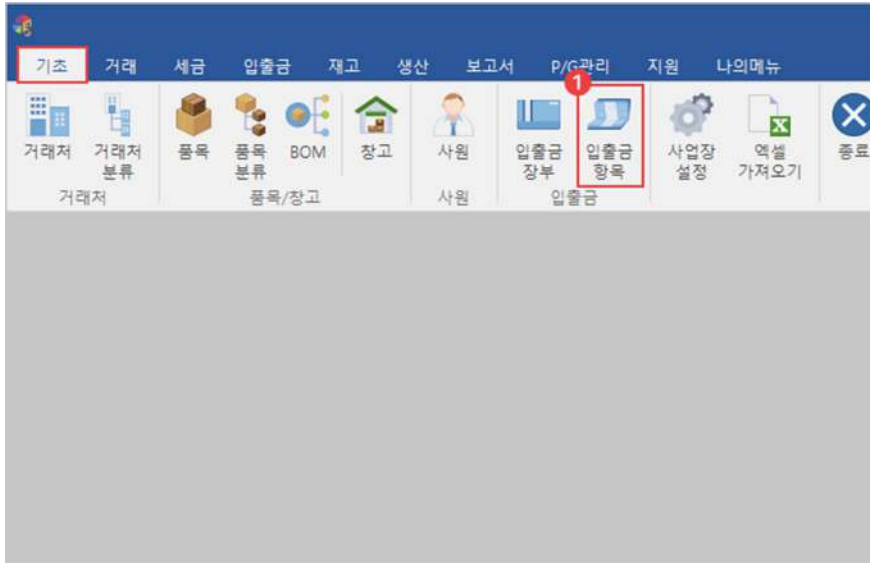 기초 거래 세금 입출금 재고 생산 보고서 P/G관리 지원 나의메뉴
1
거래처 거래처 분류 품목 품목 분류 BOM 창고 사원 입출금 장부 입출금 항목 사업장 설정 엑셀 가져오기 종료
거래처 품목/창고 사원 입출금